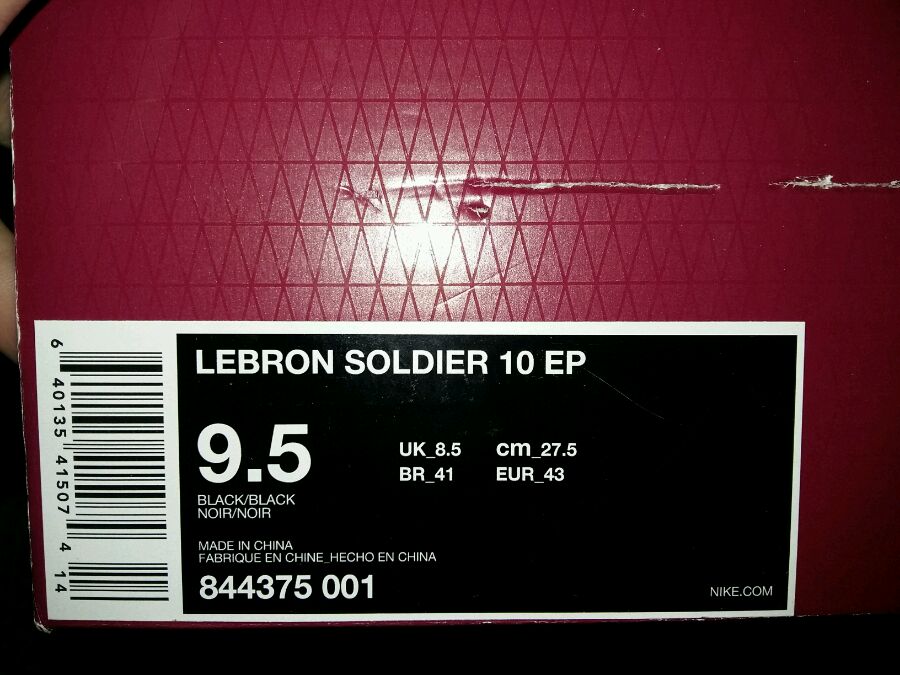 LEBRON SOLDIER 10 EP
9.5
UK_8.5 cm_27.5
BR_41 EUR_43
BLACK/BLACK
NOIR/NOIR
MADE IN CHINA
FABRIQUE EN CHINE_HECHO EN CHINA
844375 001
NIKE.COM
6 40135 41507 4 14